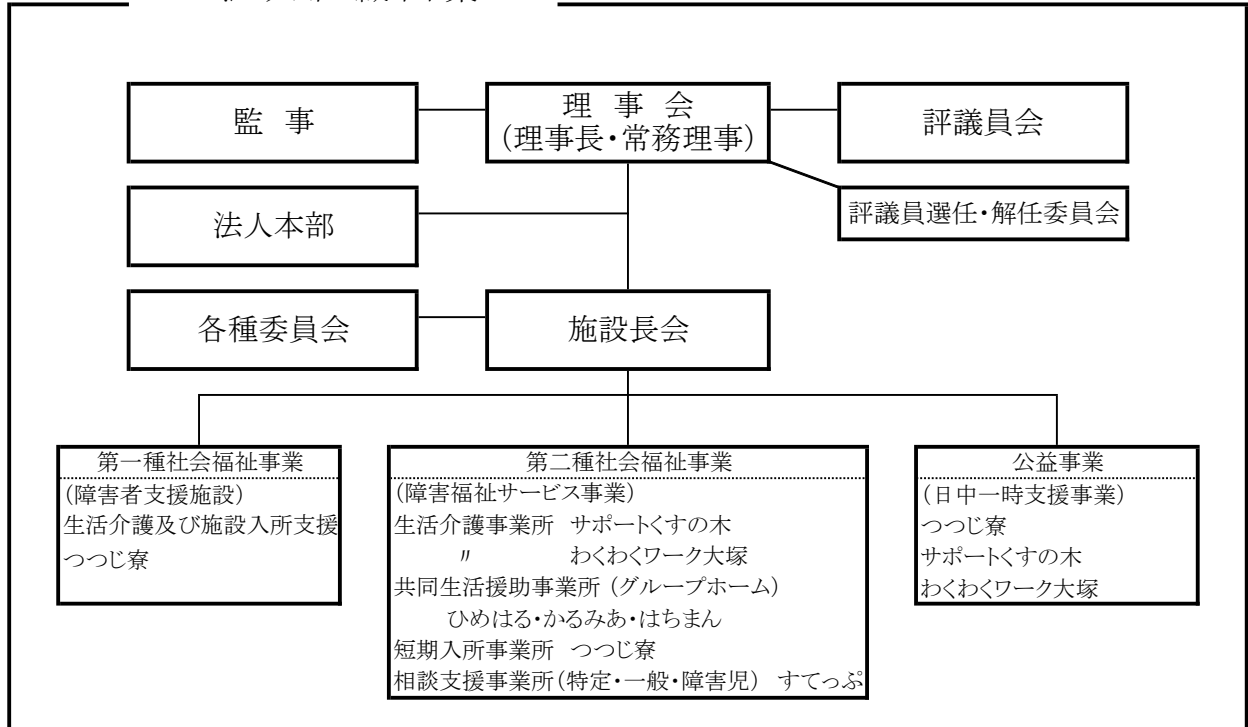 監 事
理 事 会
(理事長・常務理事)
評議員会
評議員選任・解任委員会
法人本部
各種委員会
施設長会
第一種社会福祉事業
(障害者支援施設)
生活介護及び施設入所支援
つつじ寮
第二種社会福祉事業
(障害福祉サービス事業)
生活介護事業所 サポートくすの木
〃 わくわくワーク大塚
共同生活援助事業所 (グループホーム)
ひめはる・かるみあ・はちまん
短期入所事業所 つつじ寮
相談支援事業所(特定・一般・障害児) すてっぷ
公益事業
(日中一時支援事業)
つつじ寮
サポートくすの木
わくわくワーク大塚